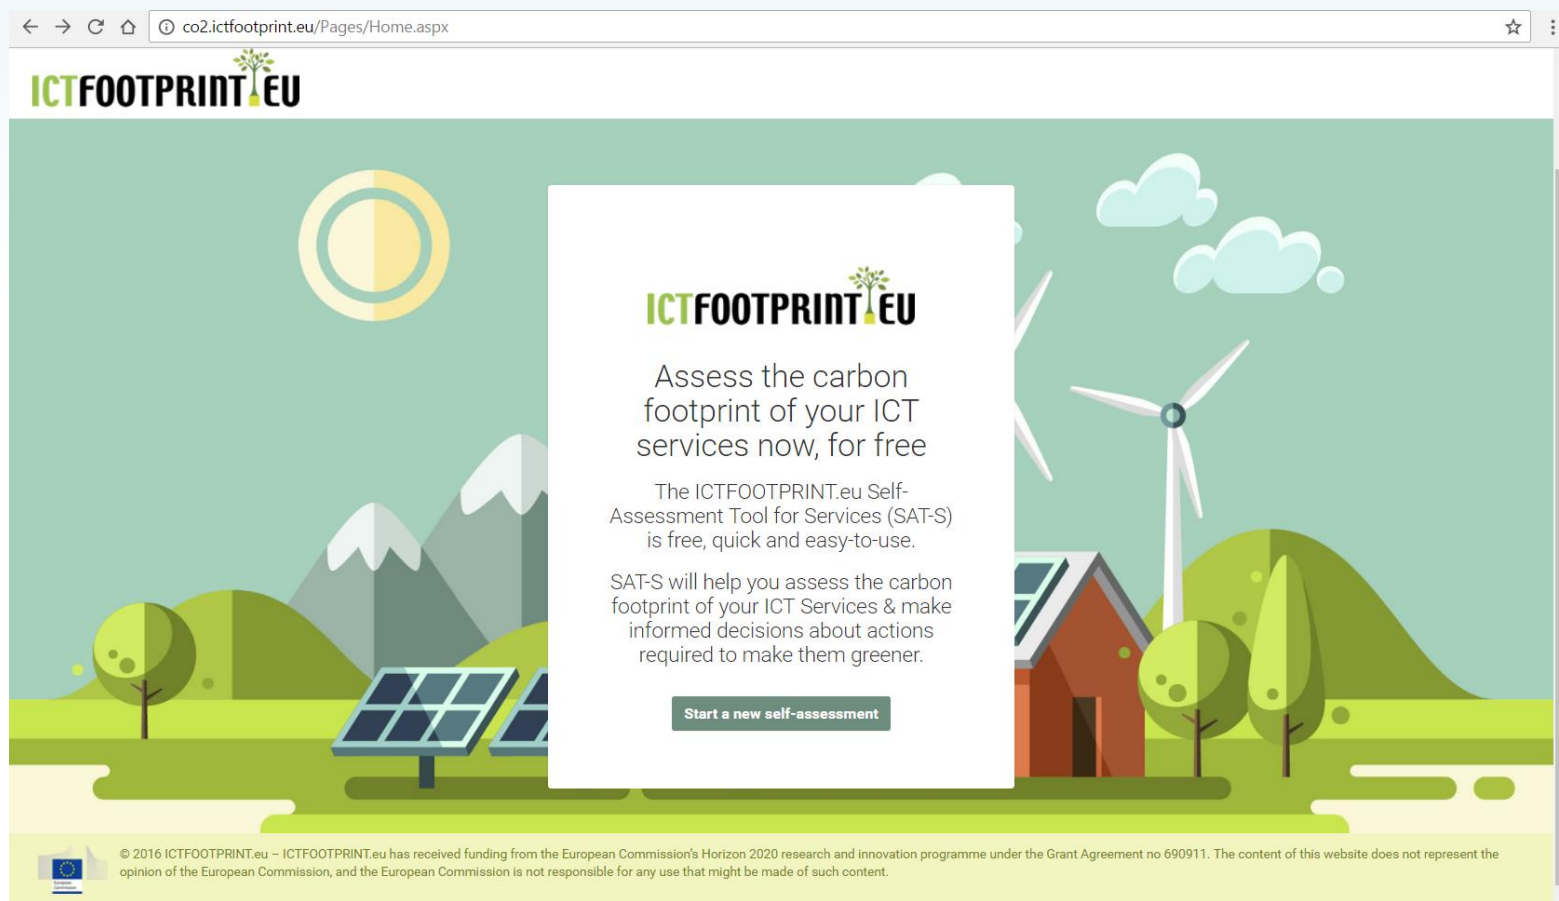 co2.ictfootprint.eu/Pages/Home.aspx
ICTFOOTPRINT EU
ICTFOOTPRINT EU
Assess the carbon
footprint of your ICT
services now, for free
The ICTFOOTPRINT.eu Self-
Assessment Tool for Services (SAT-S)
is free, quick and easy-to-use.
SAT-S will help you assess the carbon
footprint of your ICT Services & make
informed decisions about actions
required to make them greener.
Start a new self-assessment
© 2016 ICTFOOTPRINT.eu – ICTFOOTPRINT.eu has received funding from the European Commission's Horizon 2020 research and innovation programme under the Grant Agreement no 690911. The content of this website does not represent the
opinion of the European Commission, and the European Commission is not responsible for any use that might be made of such content.
European
Commission